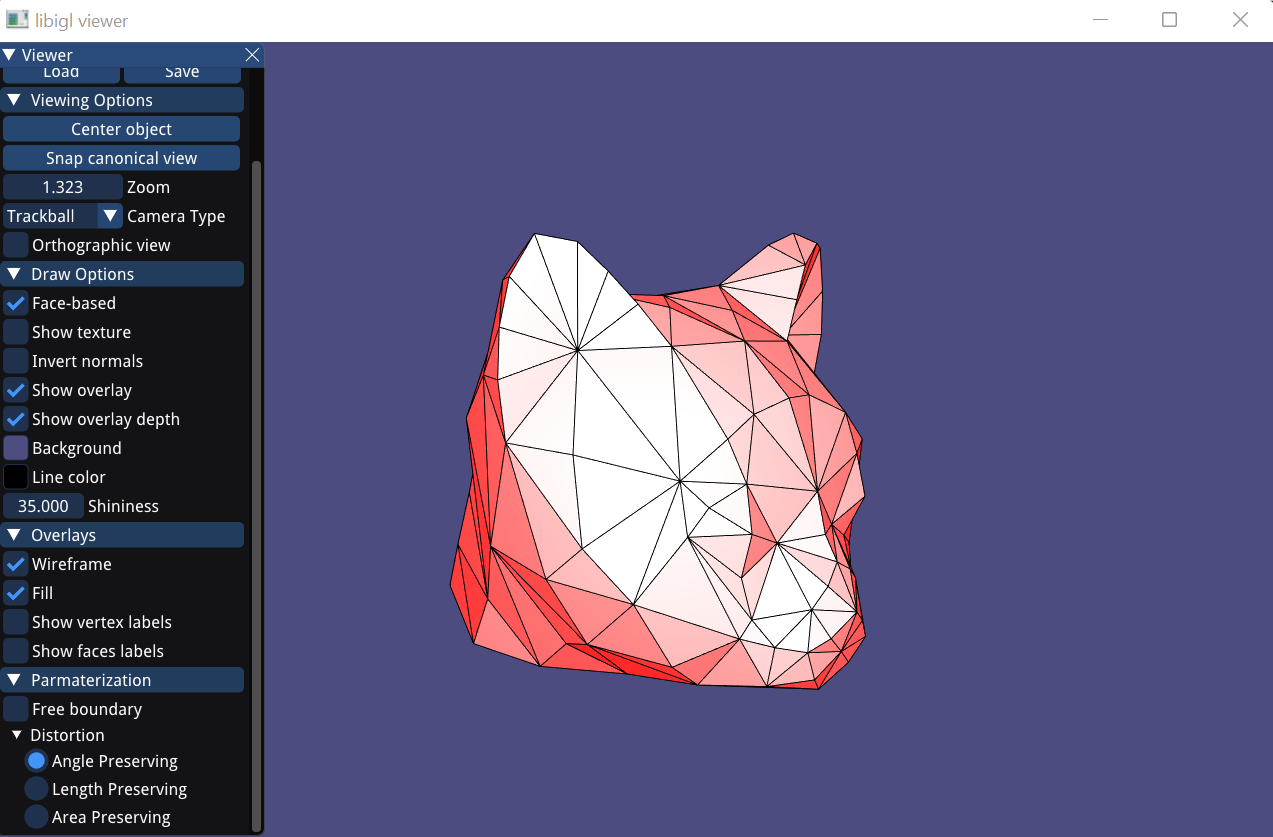 libigl viewer
Viewer
Load Save
Viewing Options
Center object
Snap canonical view
1.323 Zoom
Trackball Camera Type
Orthographic view
Draw Options
Face-based
Show texture
Invert normals
Show overlay
Show overlay depth
Background
Line color
35.000 Shininess
Overlays
Wireframe
Fill
Show vertex labels
Show faces labels
Parmaterization
Free boundary
Distortion
Angle Preserving
Length Preserving
Area Preserving